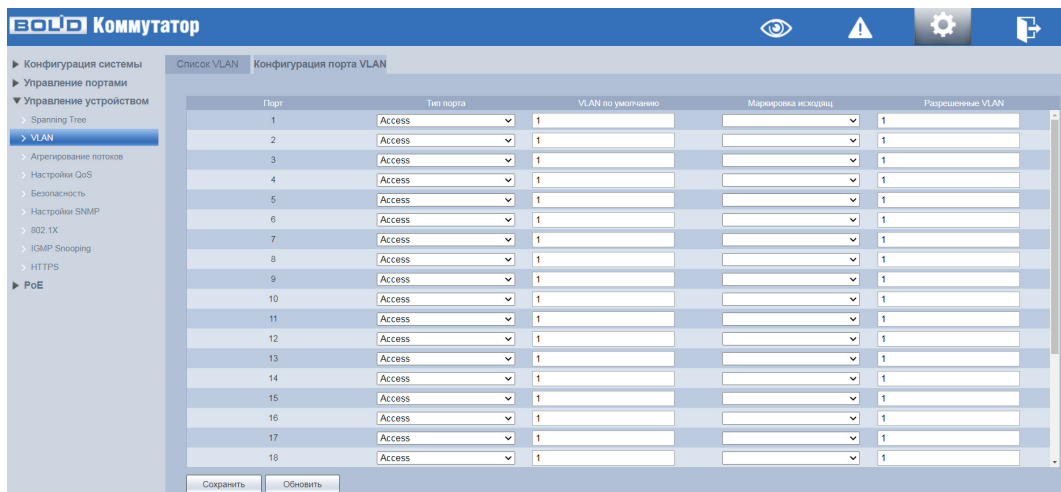 BOLID Коммутатор
Конфигурация системы
Управление портами
Управление устройством
Spanning Tree
VLAN
Агрегирование потоков
Настройки QoS
Безопасность
Настройки SNMP
802.1X
IGMP Snooping
HTTPS
PoE
Список VLAN Конфигурация порта VLAN
Порт Тип порта VLAN по умолчанию Маркировка исходящ Разрешенные VLAN
1 Access 1 1
2 Access 1 1
3 Access 1 1
4 Access 1 1
5 Access 1 1
6 Access 1 1
7 Access 1 1
8 Access 1 1
9 Access 1 1
10 Access 1 1
11 Access 1 1
12 Access 1 1
13 Access 1 1
14 Access 1 1
15 Access 1 1
16 Access 1 1
17 Access 1 1
18 Access 1 1
Сохранить Обновить